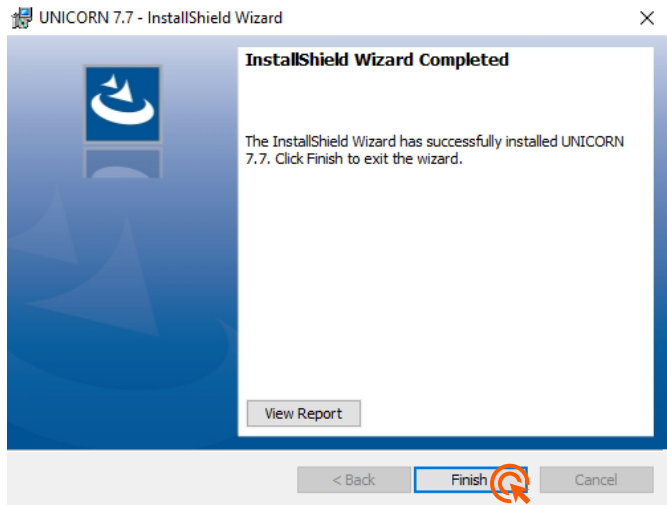 UNICORN 7.7 - InstallShield Wizard
InstallShield Wizard Completed
The InstallShield Wizard has successfully installed UNICORN
7.7. Click Finish to exit the wizard.
View Report
< Back
Finish
Cancel